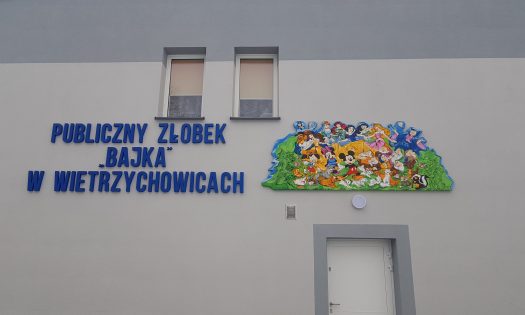 PUBLICZNY ŻŁOBEK
„BAJKA"
W WIETRZYCHOWICACH